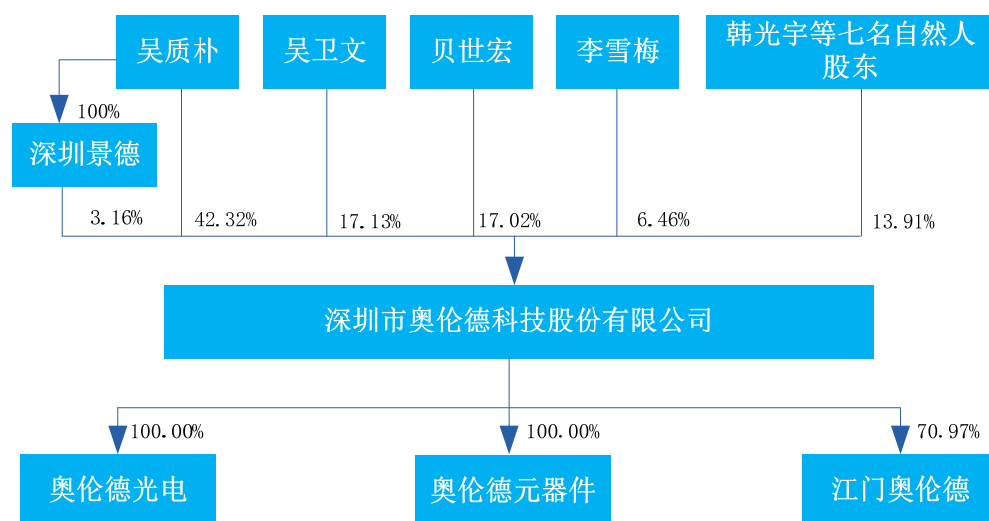 吴质朴
吴卫文
贝世宏
李雪梅
韩光宇等七名自然人
股东
100%
深圳景德
3.16%
42.32%
17.13%
17.02%
6.46%
13.91%
深圳市奥伦德科技股份有限公司
100.00%
100.00%
70.97%
奥伦德光电
奥伦德元器件
江门奥伦德